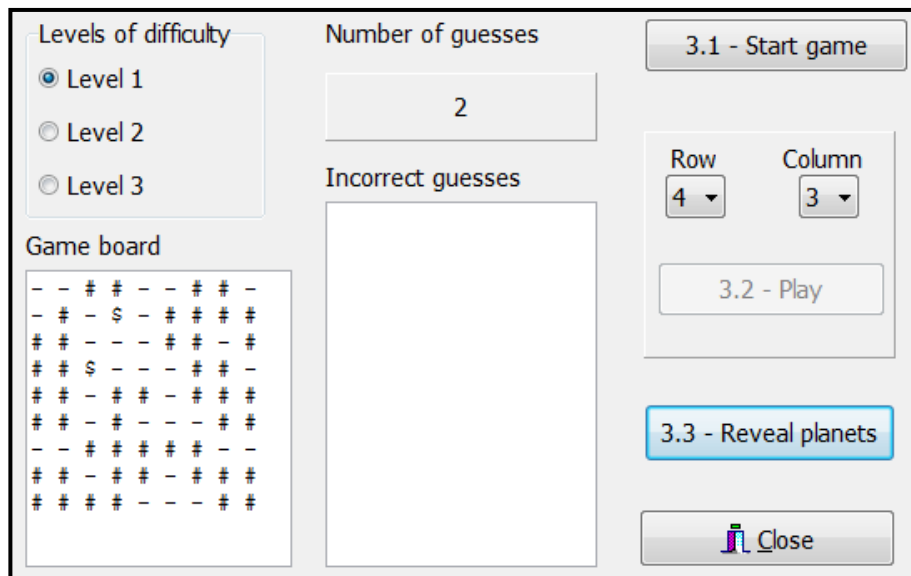 Levels of difficulty
Level 1
Level 2
Level 3
Game board
– – # # – – # # –
– # – $ – # # # #
# # – – – # # – #
# # $ – – – # # –
# # – # # – # # #
# # – # – – – # #
– – # # # # # – –
# # – # # – – # #
# # # # – – – # #
Number of guesses
2
Incorrect guesses
3.1 - Start game
Row Column
4 3
3.2 - Play
3.3 - Reveal planets
Close